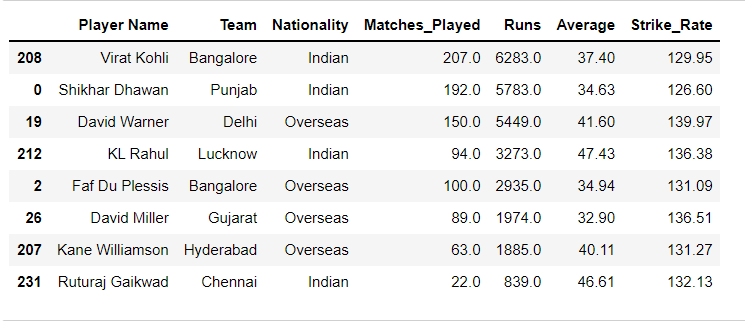 Player Name Team Nationality Matches_Played Runs Average Strike_Rate
208 Virat Kohli Bangalore Indian 207.0 6283.0 37.40 129.95
0 Shikhar Dhawan Punjab Indian 192.0 5783.0 34.63 126.60
19 David Warner Delhi Overseas 150.0 5449.0 41.60 139.97
212 KL Rahul Lucknow Indian 94.0 3273.0 47.43 136.38
2 Faf Du Plessis Bangalore Overseas 100.0 2935.0 34.94 131.09
26 David Miller Gujarat Overseas 89.0 1974.0 32.90 136.51
207 Kane Williamson Hyderabad Overseas 63.0 1885.0 40.11 131.27
231 Ruturaj Gaikwad Chennai Indian 22.0 839.0 46.61 132.13